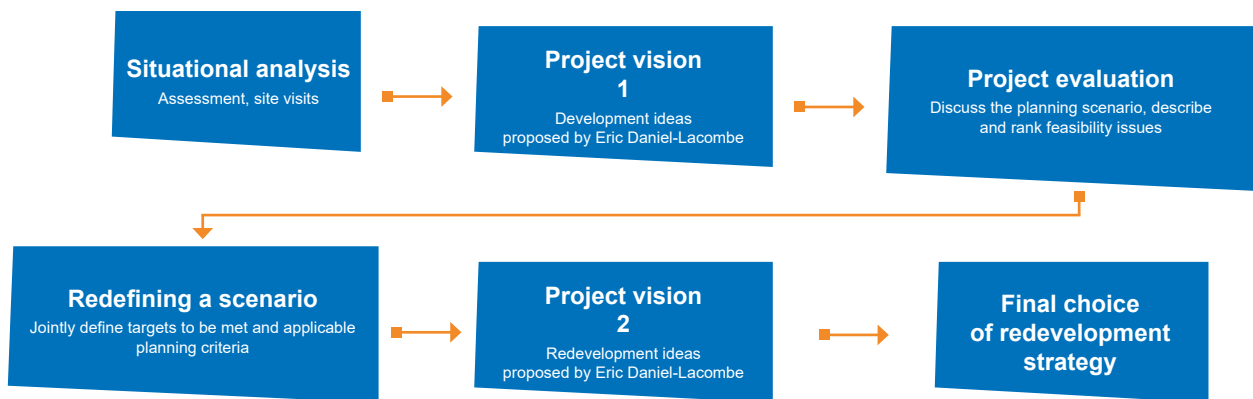 Situational analysis
Assessment, site visits
Project vision
1
Development ideas
proposed by Eric Daniel-Lacombe
Project evaluation
Discuss the planning scenario, describe
and rank feasibility issues
Redefining a scenario
Jointly define targets to be met and applicable
planning criteria
Project vision
2
Redevelopment ideas
proposed by Eric Daniel-Lacombe
Final choice
of redevelopment
strategy